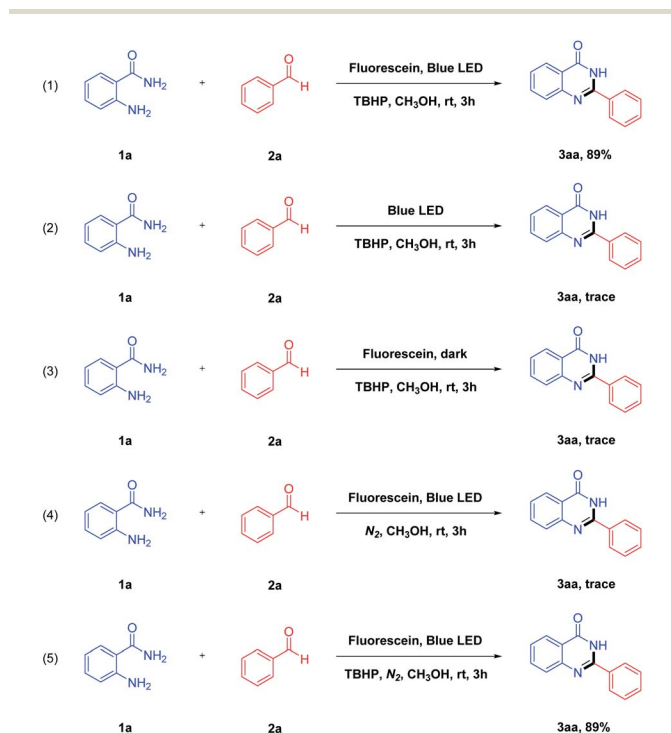 (1) O NH2 NH2 + O H Fluorescein, Blue LED O NH N
TBHP, CH3OH, rt, 3h
1a 2a 3aa, 89%
(2) O NH2 NH2 + O H Blue LED O NH N
TBHP, CH3OH, rt, 3h
1a 2a 3aa, trace
(3) O NH2 NH2 + O H Fluorescein, dark O NH N
TBHP, CH3OH, rt, 3h
1a 2a 3aa, trace
(4) O NH2 NH2 + O H Fluorescein, Blue LED O NH N
N2, CH3OH, rt, 3h
1a 2a 3aa, trace
(5) O NH2 NH2 + O H Fluorescein, Blue LED O NH N
TBHP, N2, CH3OH, rt, 3h
1a 2a 3aa, 89%